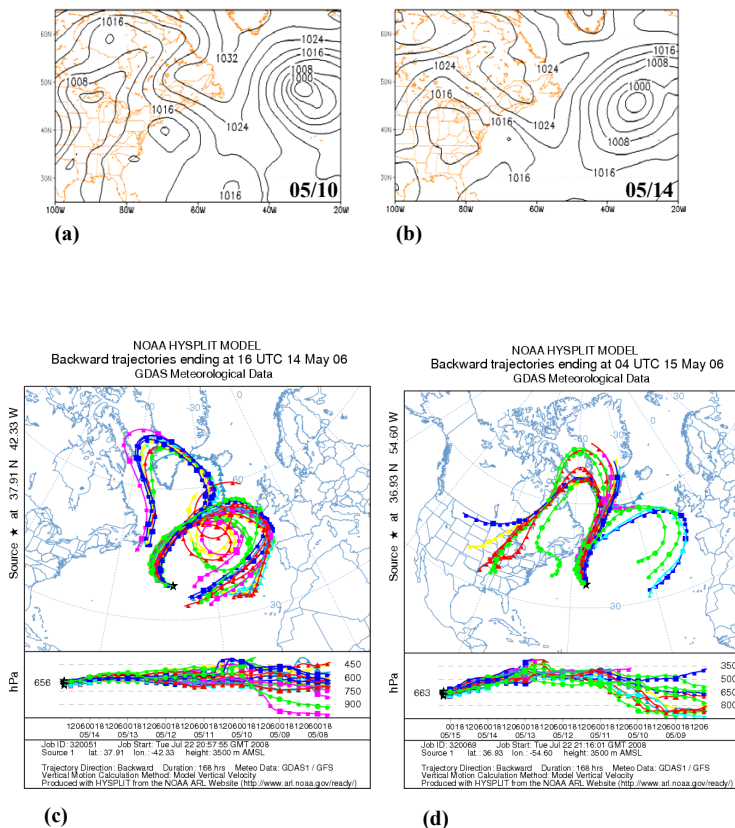 1016
1032
1024
1016
1008
1000
1008
1016
1024
1016
60N
50N
40N
30N
100W 80W 60W 40W 20W
05/10
(a)
1016
1024
1024
1016
1008
1000
1016
1024
1016
1008
1016
60N
50N
40N
30N
100W 80W 60W 40W 20W
05/14
(b)
NOAA HYSPLIT MODEL
Backward trajectories ending at 16 UTC 14 May 06
GDAS Meteorological Data
Source ★ at 37.91 N 42.33 W
0
30
30
hPa
656
450
600
750
900
12060018120600181206001812060018120600181206001812060018
05/14 05/13 05/12 05/11 05/10 05/09 05/08
Job ID: 320051 Job Start: Tue Jul 22 20:57:55 GMT 2008
Source 1 lat.: 37.91 lon.: -42.33 height: 3500 m AMSL
Trajectory Direction: Backward Duration: 168 hrs Meteo Data: GDAS1 / GFS
Vertical Motion Calculation Method: Model Vertical Velocity
Produced with HYSPLIT from the NOAA ARL Website (http://www.arl.noaa.gov/ready/)
(c)
NOAA HYSPLIT MODEL
Backward trajectories ending at 04 UTC 15 May 06
GDAS Meteorological Data
Source ★ at 36.93 N 54.60 W
0
30
30
hPa
663
350
500
650
800
00181206001812060018120600181206001812060018120600181206
05/15 05/14 05/13 05/12 05/11 05/10 05/09
Job ID: 320069 Job Start: Tue Jul 22 21:16:01 GMT 2008
Source 1 lat.: 36.93 lon.: -54.60 height: 3500 m AMSL
Trajectory Direction: Backward Duration: 168 hrs Meteo Data: GDAS1 / GFS
Vertical Motion Calculation Method: Model Vertical Velocity
Produced with HYSPLIT from the NOAA ARL Website (http://www.arl.noaa.gov/ready/)
(d)